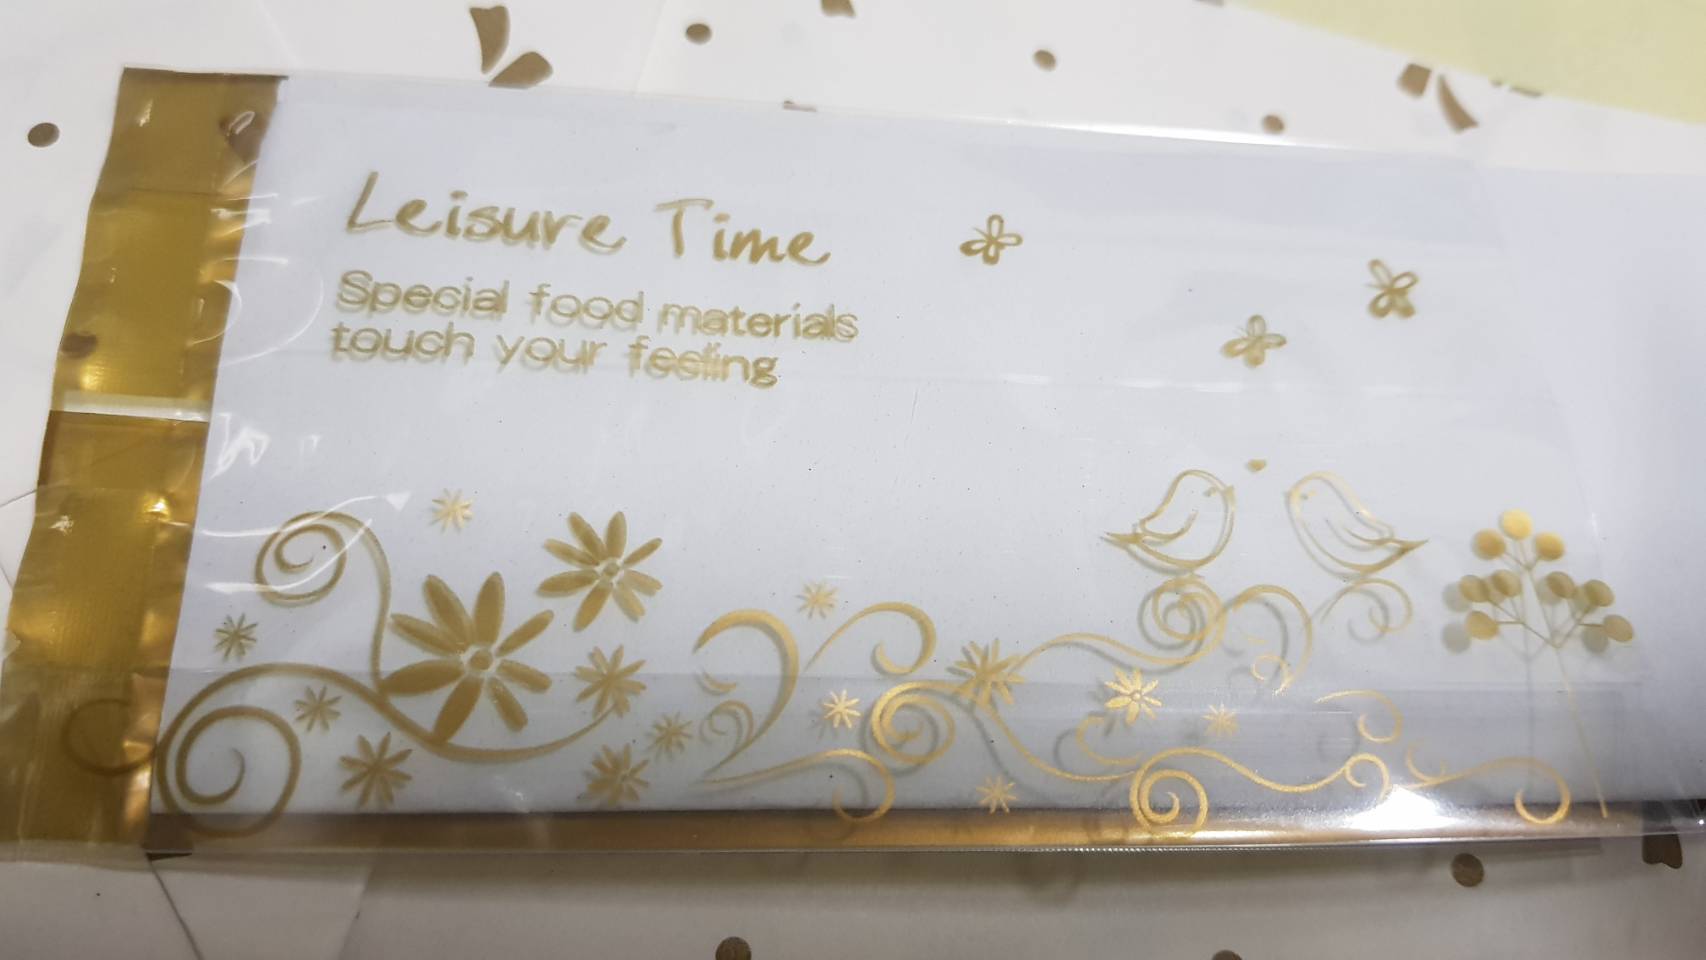 Leisure Time
Special food materials
touch your feeling